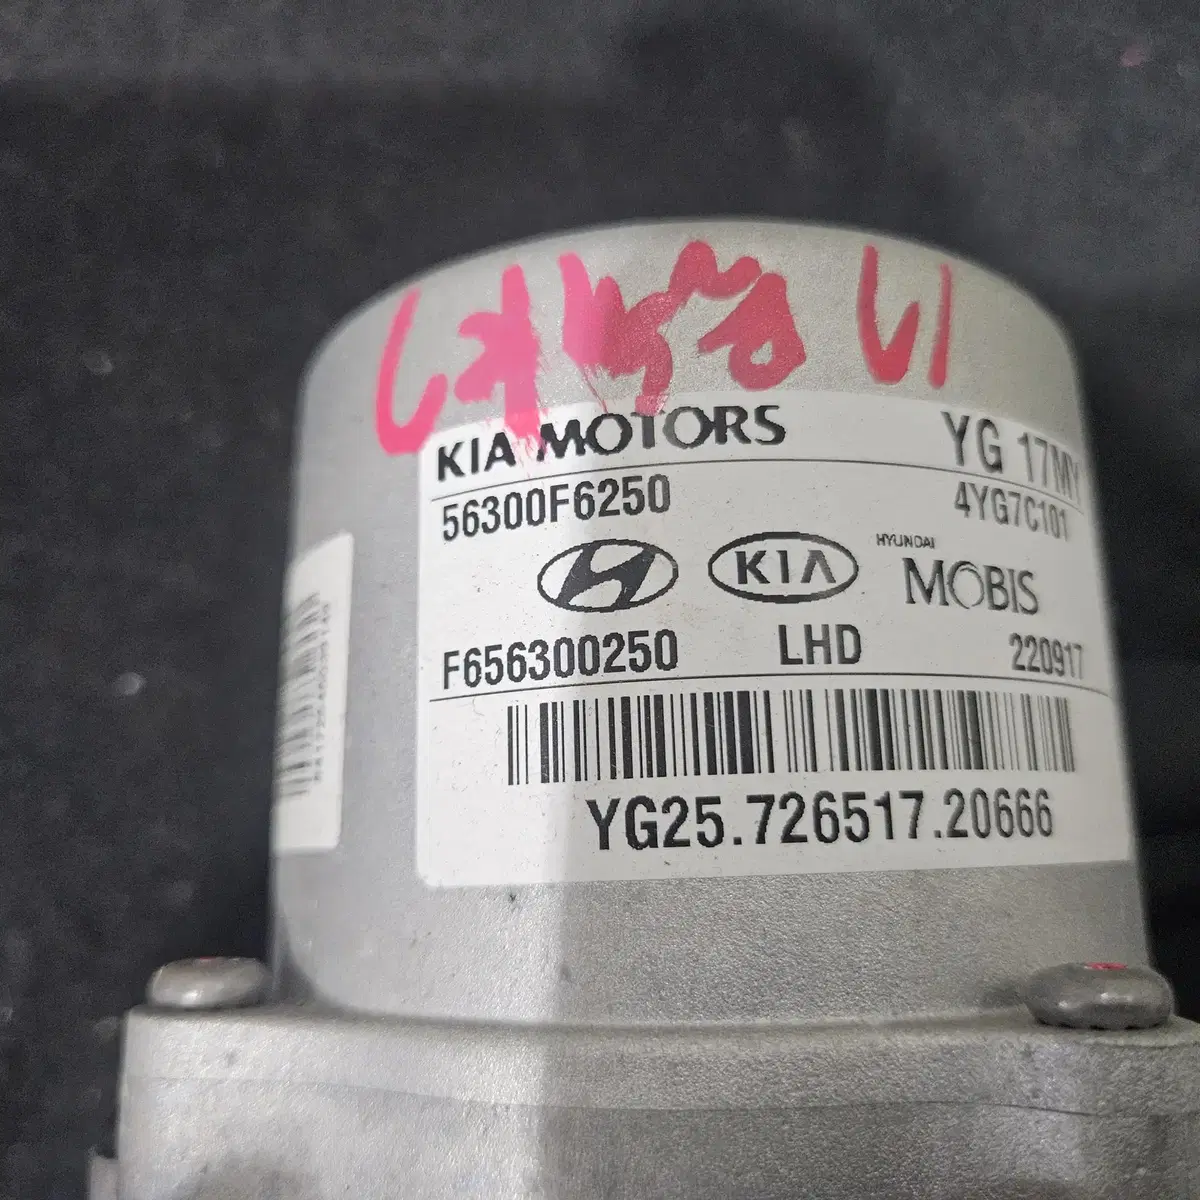 KIA MOTORS YG 17MY
56300F6250 4YG7C101
KIA HYUNDAI
MOBIS
F656300250 LHD 220917
YG25.726517.20666